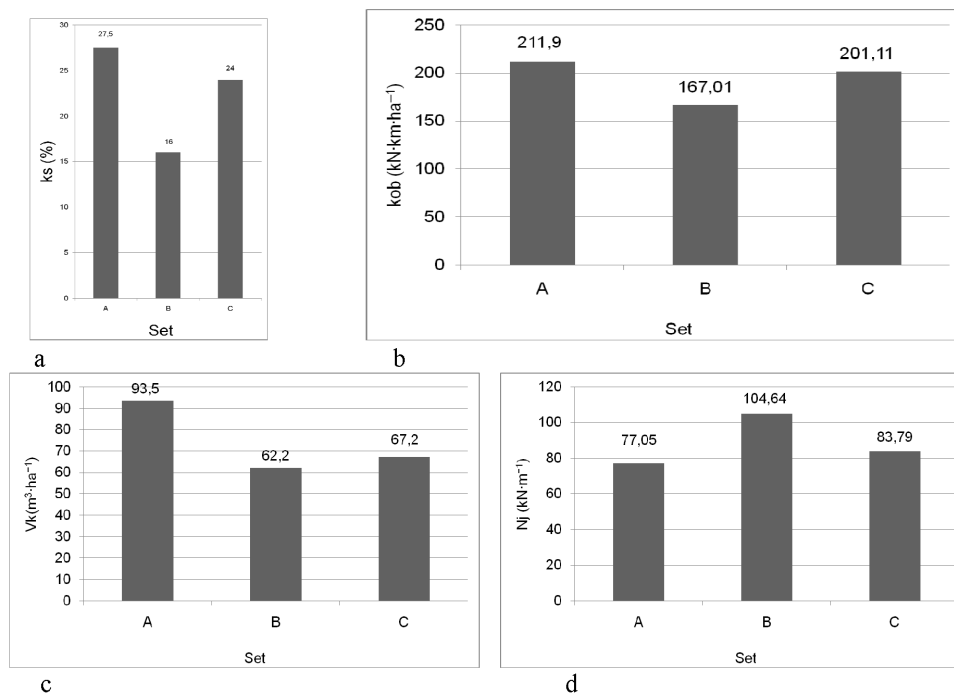 30
25
20
15
10
5
0
ks (%)
27,5
16
24
A B C
Set
a
250
200
150
100
50
0
kob (kN·km·ha⁻¹)
211,9
167,01
201,11
A B C
Set
b
100
90
80
70
60
50
40
30
20
10
0
Vk(m³·ha⁻¹)
93,5
62,2
67,2
A B C
Set
c
120
100
80
60
40
20
0
Nj (kN·m⁻¹)
77,05
104,64
83,79
A B C
Set
d